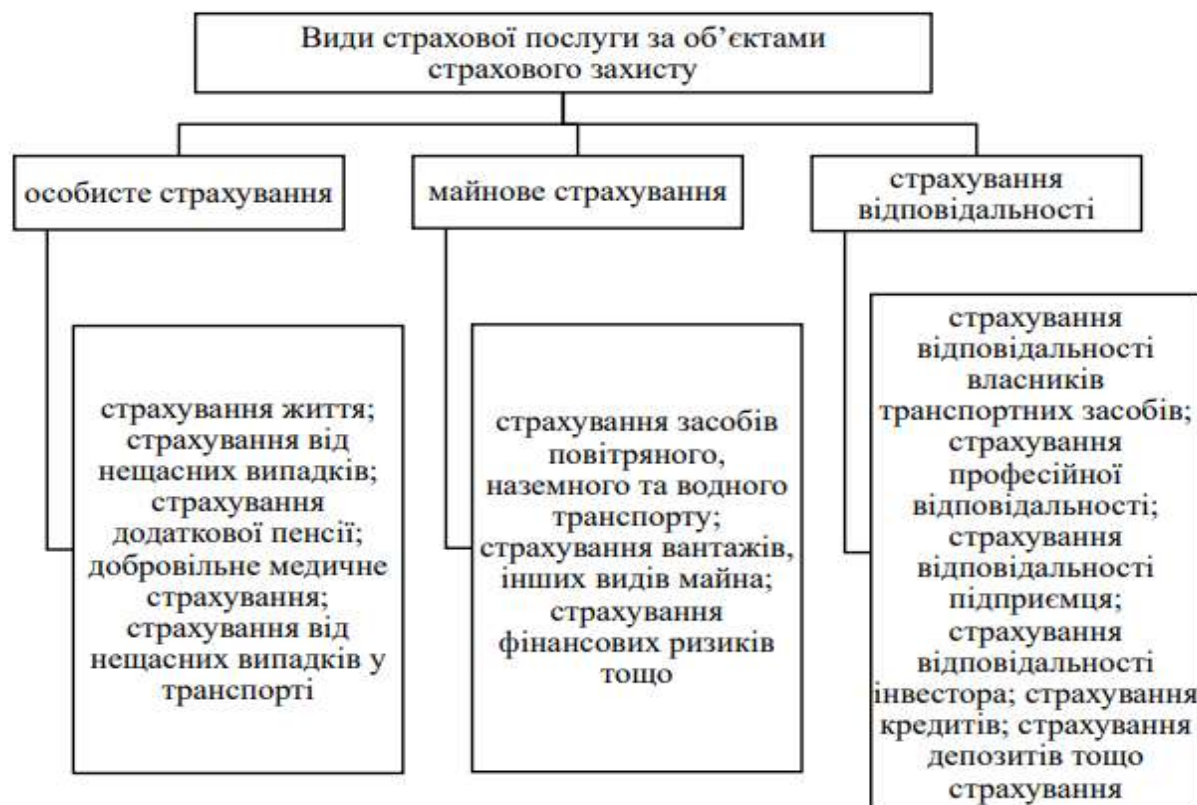 Види страхової послуги за об’єктами
страхового захисту
особисте страхування
майнове страхування
страхування
відповідальності
страхування життя;
страхування від
нещасних випадків;
страхування
додаткової пенсії;
добровільне медичне
страхування;
страхування від
нещасних випадків у
транспорті
страхування засобів
повітряного,
наземного та водного
транспорту;
страхування вантажів,
інших видів майна;
страхування
фінансових ризиків
тощо
страхування
відповідальності
власників
транспортних засобів;
страхування
професійної
відповідальності;
страхування
відповідальності
підприємця;
страхування
відповідальності
інвестора; страхування
кредитів; страхування
депозитів тощо
страхування